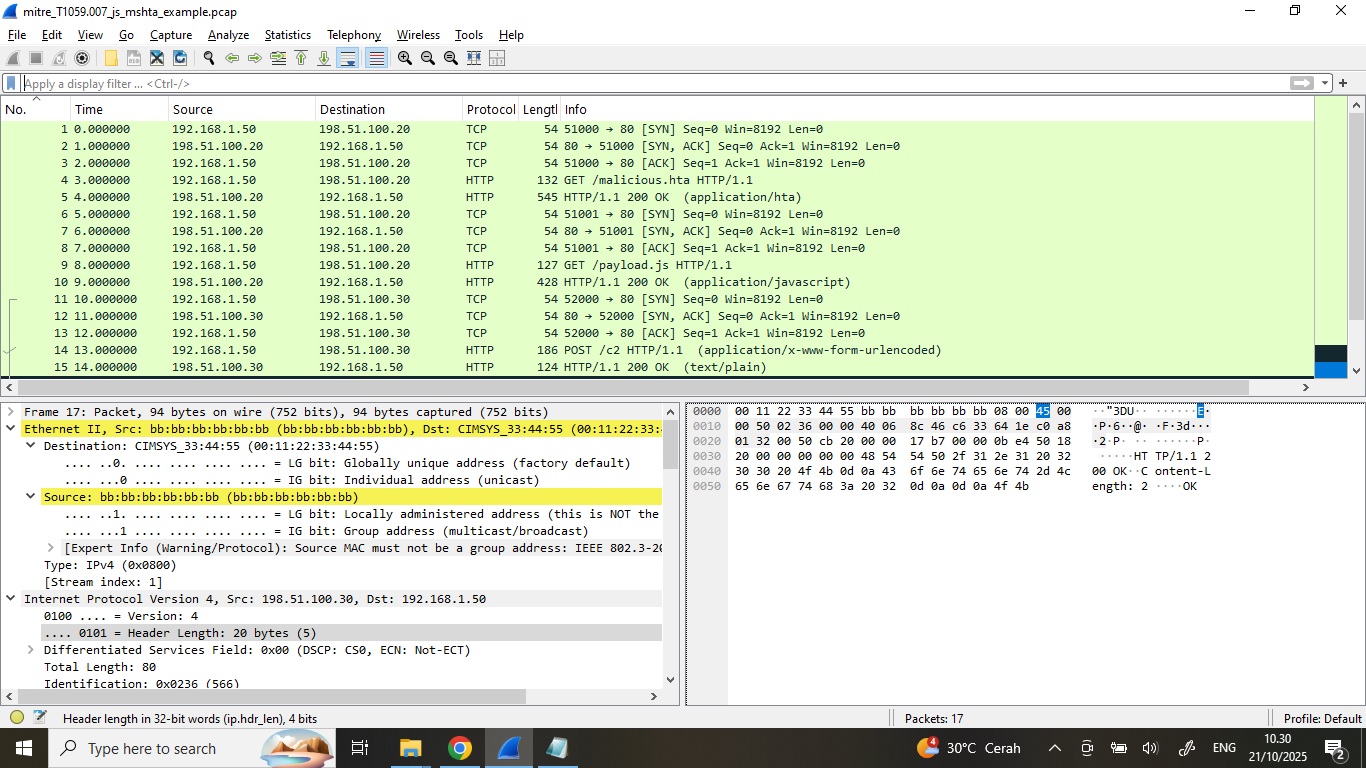 mitre_T1059.007_js_mshta_example.pcap
File Edit View Go Capture Analyze Statistics Telephony Wireless Tools Help
Apply a display filter ... <Ctrl-/>
No. Time Source Destination Protocol Lengtl Info
1 0.000000 192.168.1.50 198.51.100.20 TCP 54 51000 → 80 [SYN] Seq=0 Win=8192 Len=0
2 1.000000 198.51.100.20 192.168.1.50 TCP 54 80 → 51000 [SYN, ACK] Seq=0 Ack=1 Win=8192 Len=0
3 2.000000 192.168.1.50 198.51.100.20 TCP 54 51000 → 80 [ACK] Seq=1 Ack=1 Win=8192 Len=0
4 3.000000 192.168.1.50 198.51.100.20 HTTP 132 GET /malicious.hta HTTP/1.1
5 4.000000 198.51.100.20 192.168.1.50 HTTP 545 HTTP/1.1 200 OK (application/hta)
6 5.000000 192.168.1.50 198.51.100.20 TCP 54 51001 → 80 [SYN] Seq=0 Win=8192 Len=0
7 6.000000 198.51.100.20 192.168.1.50 TCP 54 80 → 51001 [SYN, ACK] Seq=0 Ack=1 Win=8192 Len=0
8 7.000000 192.168.1.50 198.51.100.20 TCP 54 51001 → 80 [ACK] Seq=1 Ack=1 Win=8192 Len=0
9 8.000000 192.168.1.50 198.51.100.20 HTTP 127 GET /payload.js HTTP/1.1
10 9.000000 198.51.100.20 192.168.1.50 HTTP 428 HTTP/1.1 200 OK (application/javascript)
11 10.000000 192.168.1.50 198.51.100.30 TCP 54 52000 → 80 [SYN] Seq=0 Win=8192 Len=0
12 11.000000 198.51.100.30 192.168.1.50 TCP 54 80 → 52000 [SYN, ACK] Seq=0 Ack=1 Win=8192 Len=0
13 12.000000 192.168.1.50 198.51.100.30 TCP 54 52000 → 80 [ACK] Seq=1 Ack=1 Win=8192 Len=0
14 13.000000 192.168.1.50 198.51.100.30 HTTP 186 POST /c2 HTTP/1.1 (application/x-www-form-urlencoded)
15 14.000000 198.51.100.30 192.168.1.50 HTTP 124 HTTP/1.1 200 OK (text/plain)
Frame 17: Packet, 94 bytes on wire (752 bits), 94 bytes captured (752 bits)
Ethernet II, Src: bb:bb:bb:bb:bb:bb (bb:bb:bb:bb:bb:bb), Dst: CIMSYS_33:44:55 (00:11:22:33:
Destination: CIMSYS_33:44:55 (00:11:22:33:44:55)
.... ..0. .... .... .... .... = LG bit: Globally unique address (factory default)
.... ...0 .... .... .... .... = IG bit: Individual address (unicast)
Source: bb:bb:bb:bb:bb:bb (bb:bb:bb:bb:bb:bb)
.... ..1. .... .... .... .... = LG bit: Locally administered address (this is NOT the
.... ...1 .... .... .... .... = IG bit: Group address (multicast/broadcast)
[Expert Info (Warning/Protocol): Source MAC must not be a group address: IEEE 802.3-20
Type: IPv4 (0x0800)
[Stream index: 1]
Internet Protocol Version 4, Src: 198.51.100.30, Dst: 192.168.1.50
0100 .... = Version: 4
.... 0101 = Header Length: 20 bytes (5)
Differentiated Services Field: 0x00 (DSCP: CS0, ECN: Not-ECT)
Total Length: 80
Identification: 0x0236 (566)
0000 00 11 22 33 44 55 bb bb bb bb bb bb 08 00 45 00 ··"3DU·· ······E·
0010 00 50 02 36 00 00 40 06 8c 46 c6 33 64 1e c0 a8 ·P·6··@· ·F·3d···
0020 01 32 00 50 cb 20 00 00 17 b7 00 00 0b e4 50 18 ·2·P· ·· ······P·
0030 20 00 00 00 00 00 48 54 54 50 2f 31 2e 31 20 32 ·····HT TP/1.1 2
0040 30 30 20 4f 4b 0d 0a 43 6f 6e 74 65 6e 74 2d 4c 00 OK··C ontent-L
0050 65 6e 67 74 68 3a 20 32 0d 0a 0d 0a 4f 4b ength: 2 ····OK
Header length in 32-bit words (ip.hdr_len), 4 bits
Packets: 17
Profile: Default
Type here to search
4
30°C Cerah
ENG
10.30
21/10/2025
2